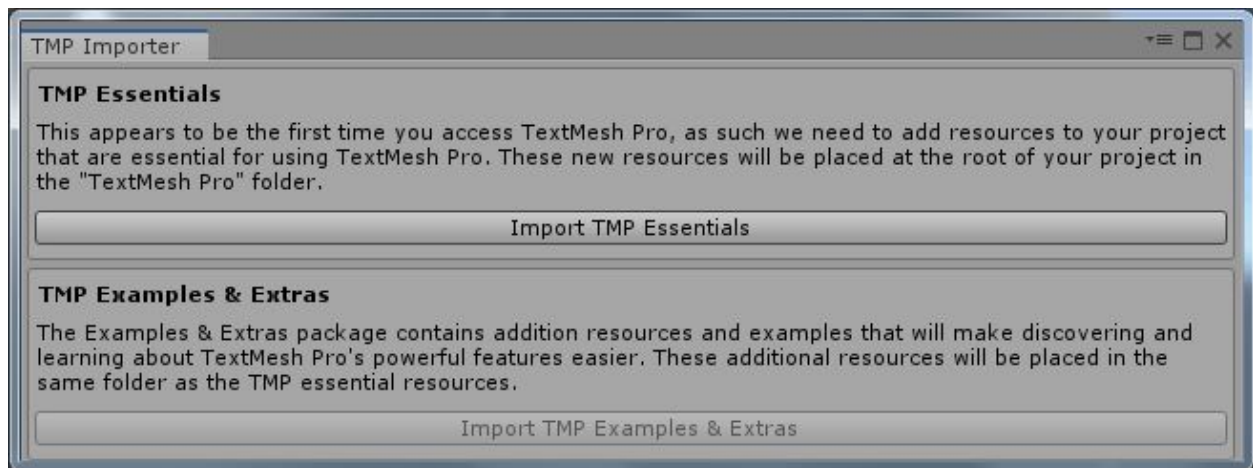 TMP Importer
TMP Essentials
This appears to be the first time you access TextMesh Pro, as such we need to add resources to your project
that are essential for using TextMesh Pro. These new resources will be placed at the root of your project in
the "TextMesh Pro" folder.
Import TMP Essentials
TMP Examples & Extras
The Examples & Extras package contains addition resources and examples that will make discovering and
learning about TextMesh Pro's powerful features easier. These additional resources will be placed in the
same folder as the TMP essential resources.
Import TMP Examples & Extras